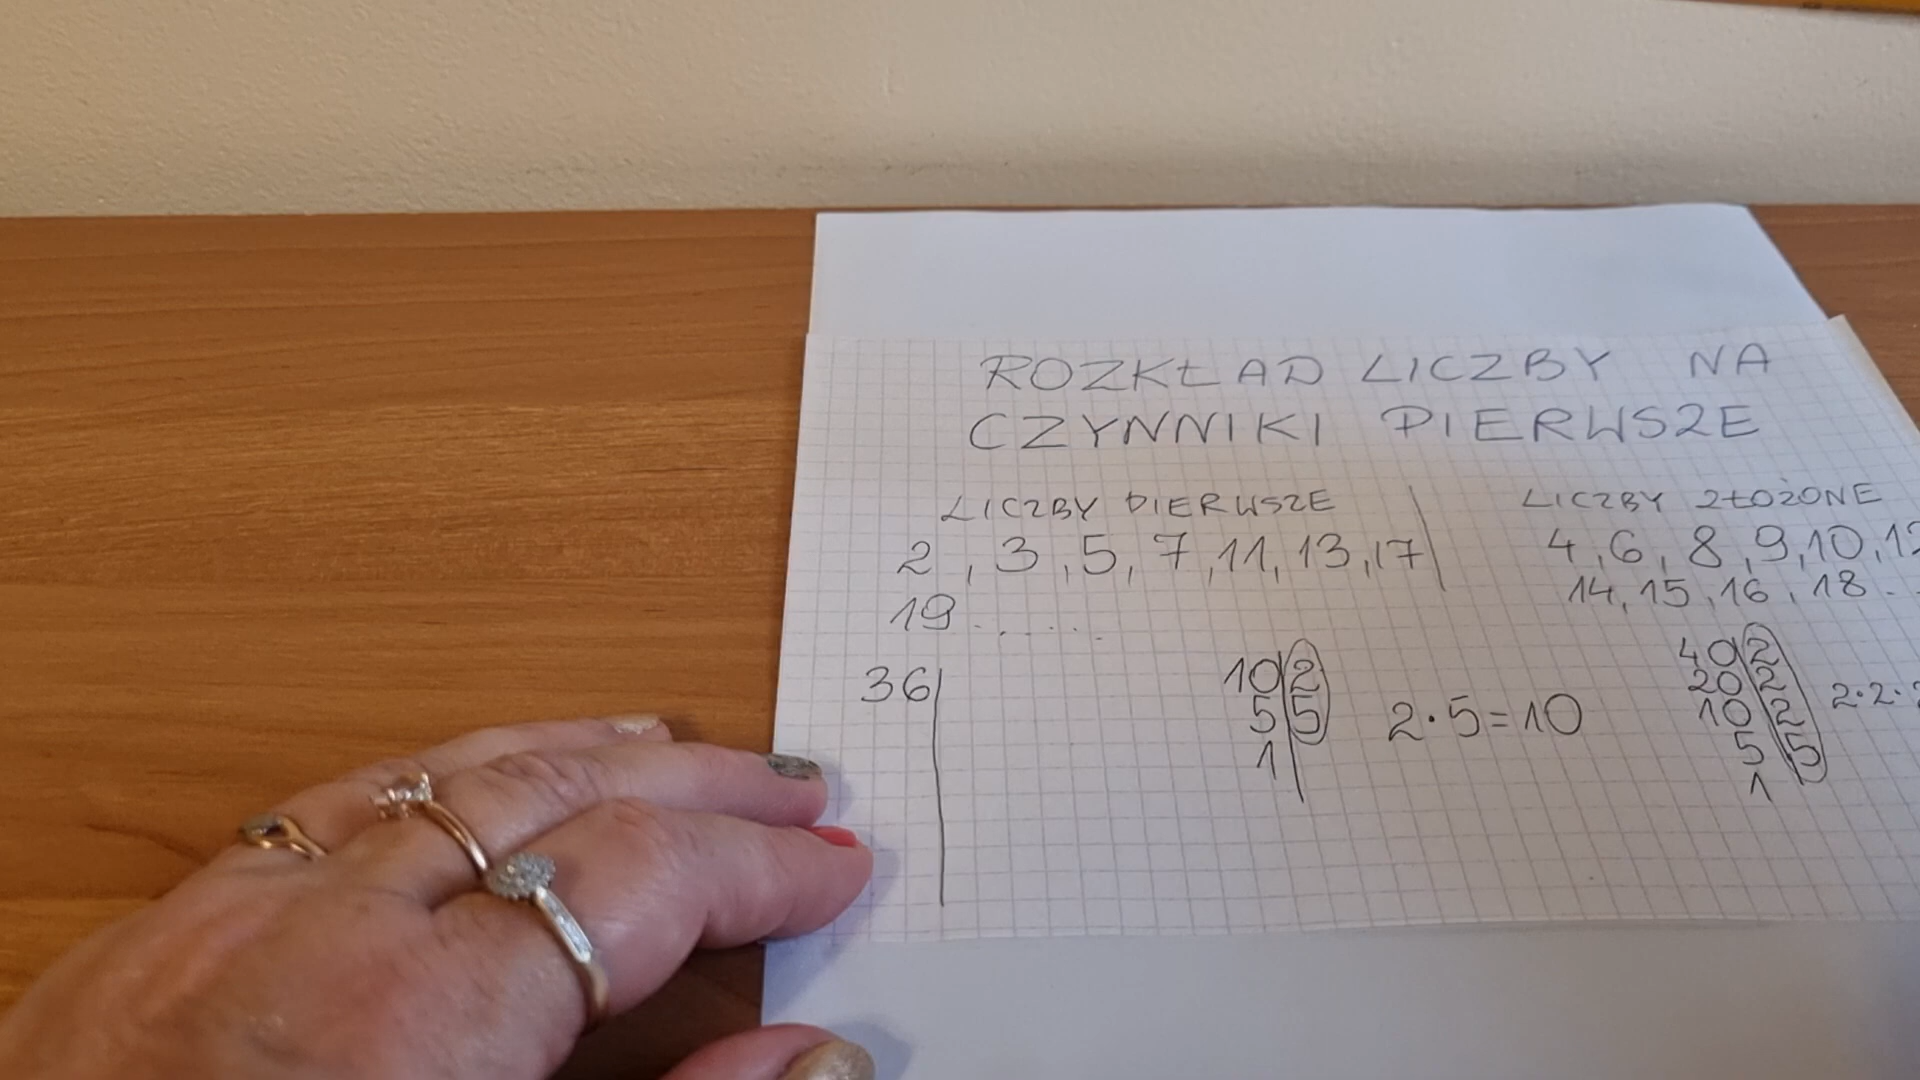 ROZKŁAD LICZBY NA
CZYNNIKI PIERWSZE
LICZBY PIERWSZE
2, 3, 5, 7, 11, 13, 17
19......
LICZBY ZŁOŻONE
4, 6, 8, 9, 10,
14, 15, 16, 18..
36
10 2
5 5
1
2·5=10
40 2
20 2
10 2
5 5
1
2·2·